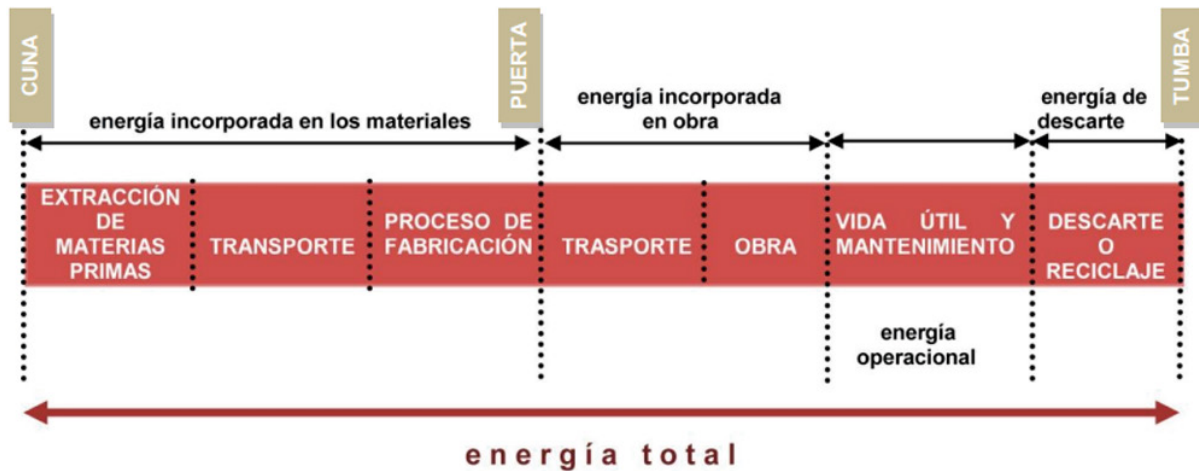 CUNA
PUERTA
TUMBA
energía incorporada en los materiales
energía incorporada
en obra
energía de
descarte
EXTRACCIÓN
DE
MATERIAS
PRIMAS
TRANSPORTE
PROCESO DE
FABRICACIÓN
TRASPORTE
OBRA
VIDA ÚTIL Y
MANTENIMIENTO
DESCARTE
O
RECICLAJE
energía
operacional
energía total